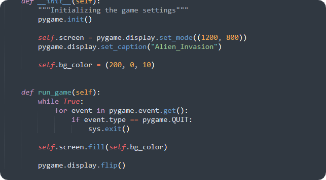 def __init__(self):
"""Initializing the game settings"""
pygame.init()
self.screen = pygame.display.set_mode((1200, 800))
pygame.display.set_caption("Alien_Invasion")
self.bg_color = (200, 0, 10)
def run_game(self):
while True:
for event in pygame.event.get():
if event.type == pygame.QUIT:
sys.exit()
self.screen.fill(self.bg_color)
pygame.display.flip()